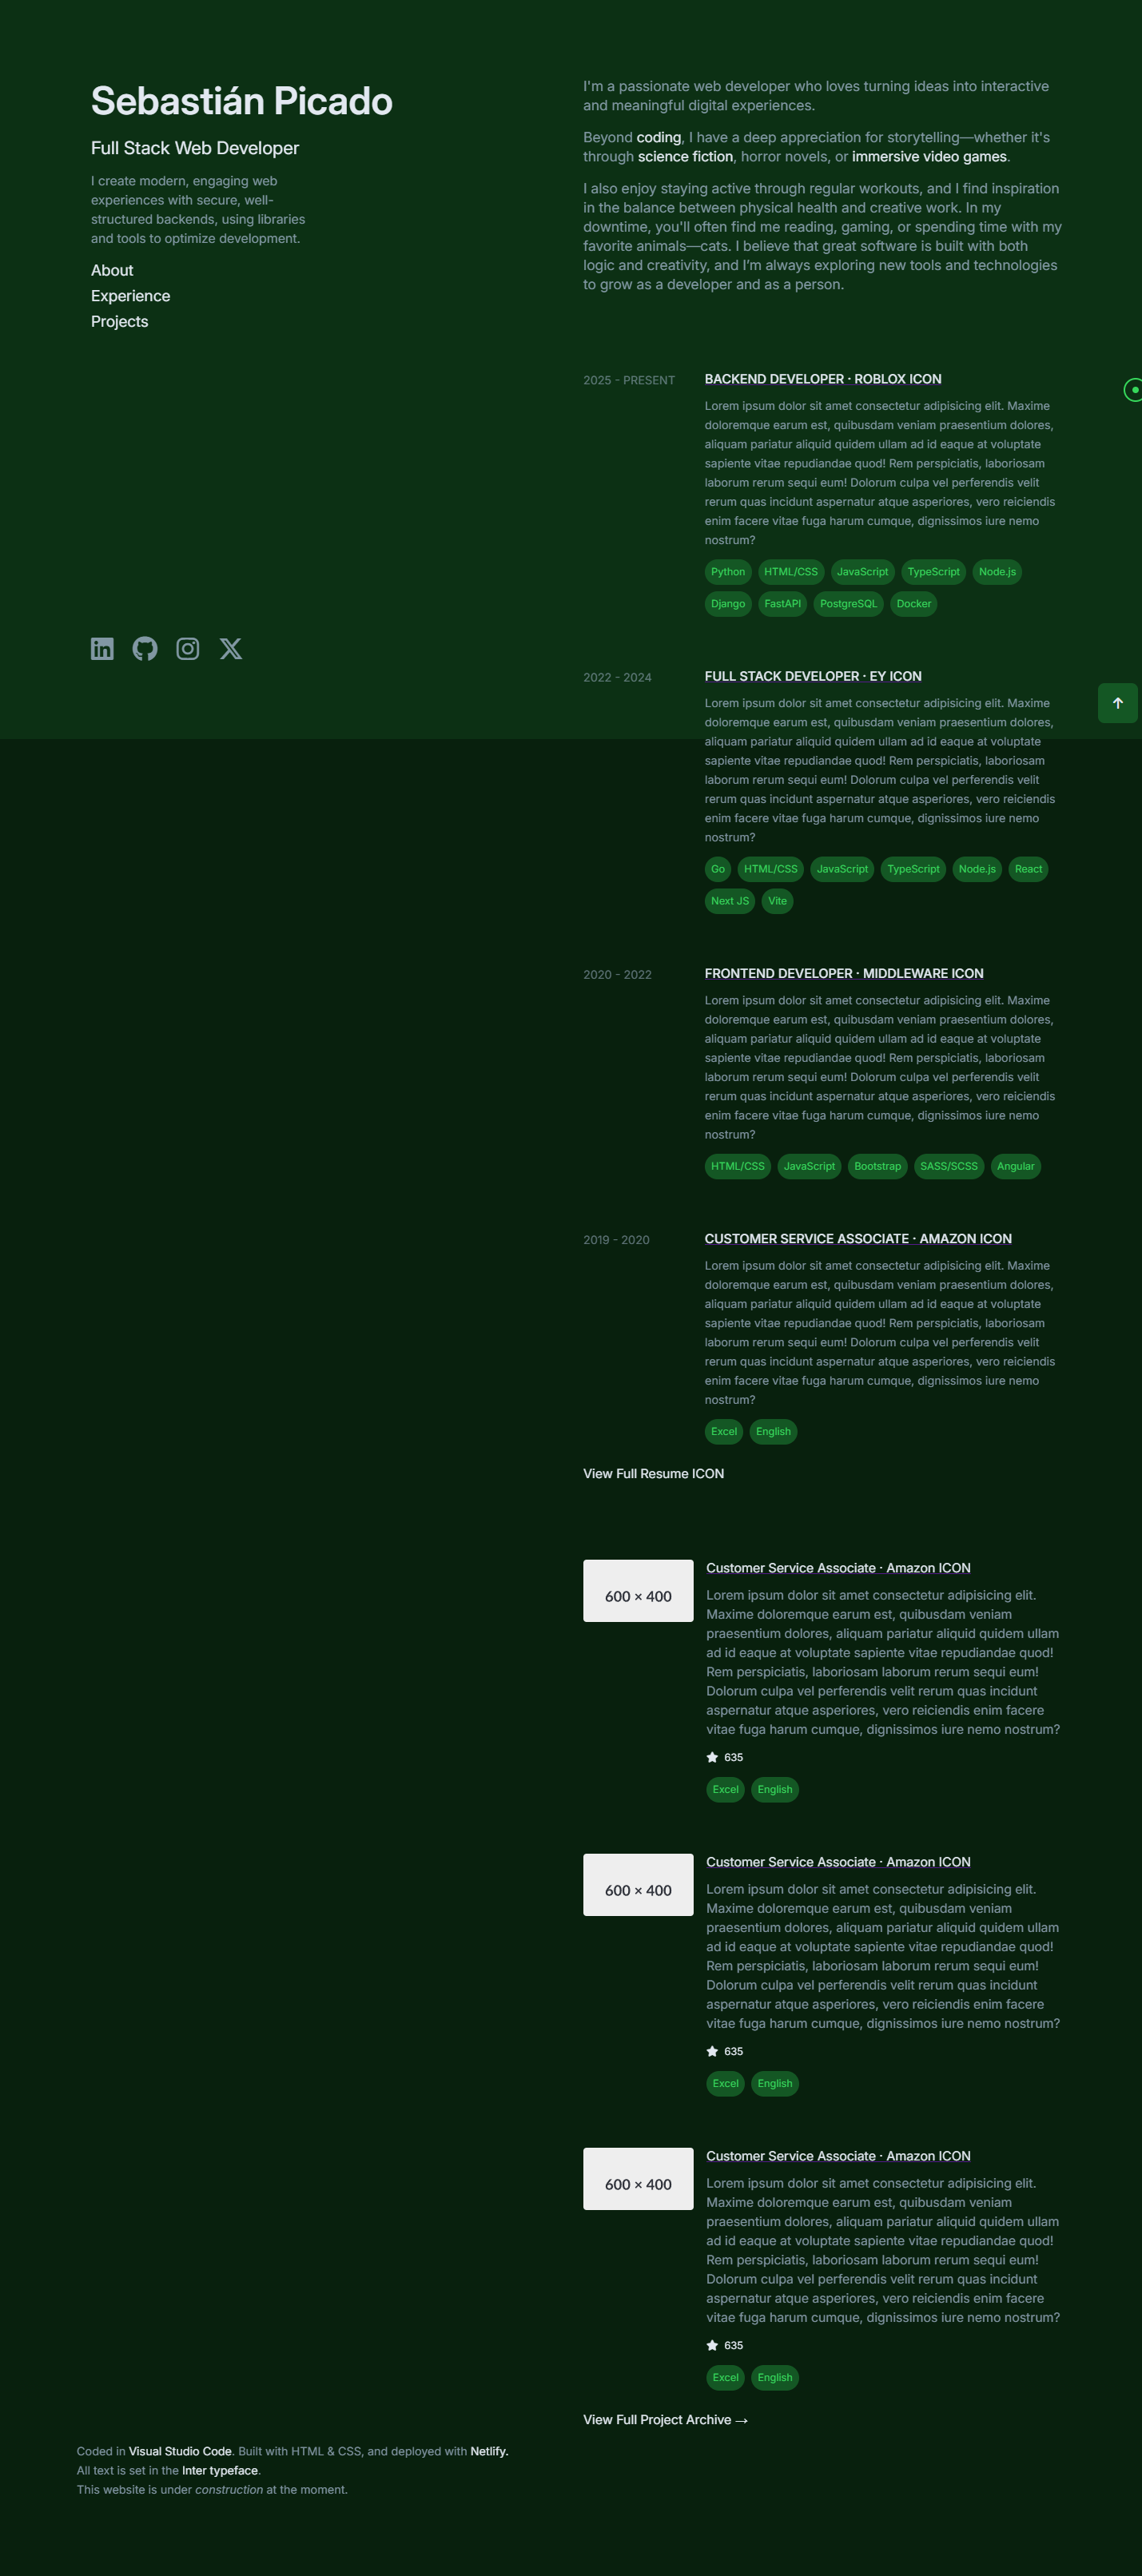 Sebastián Picado
Full Stack Web Developer
I create modern, engaging web
experiences with secure, well-
structured backends, using libraries
and tools to optimize development.
About
Experience
Projects
I'm a passionate web developer who loves turning ideas into interactive
and meaningful digital experiences.
Beyond coding, I have a deep appreciation for storytelling—whether it's
through science fiction, horror novels, or immersive video games.
I also enjoy staying active through regular workouts, and I find inspiration
in the balance between physical health and creative work. In my
downtime, you'll often find me reading, gaming, or spending time with my
favorite animals—cats. I believe that great software is built with both
logic and creativity, and I’m always exploring new tools and technologies
to grow as a developer and as a person.
2025 - PRESENT
BACKEND DEVELOPER · ROBLOX ICON
Lorem ipsum dolor sit amet consectetur adipisicing elit. Maxime
doloremque earum est, quibusdam veniam praesentium dolores,
aliquam pariatur aliquid quidem ullam ad id eaque at voluptate
sapiente vitae repudiandae quod! Rem perspiciatis, laboriosam
laborum rerum sequi eum! Dolorum culpa vel perferendis velit
rerum quas incidunt aspernatur atque asperiores, vero reiciendis
enim facere vitae fuga harum cumque, dignissimos iure nemo
nostrum?
Python HTML/CSS JavaScript TypeScript Node.js
Django FastAPI PostgreSQL Docker
2022 - 2024
FULL STACK DEVELOPER · EY ICON
Lorem ipsum dolor sit amet consectetur adipisicing elit. Maxime
doloremque earum est, quibusdam veniam praesentium dolores,
aliquam pariatur aliquid quidem ullam ad id eaque at voluptate
sapiente vitae repudiandae quod! Rem perspiciatis, laboriosam
laborum rerum sequi eum! Dolorum culpa vel perferendis velit
rerum quas incidunt aspernatur atque asperiores, vero reiciendis
enim facere vitae fuga harum cumque, dignissimos iure nemo
nostrum?
Go HTML/CSS JavaScript TypeScript Node.js React
Next JS Vite
2020 - 2022
FRONTEND DEVELOPER · MIDDLEWARE ICON
Lorem ipsum dolor sit amet consectetur adipisicing elit. Maxime
doloremque earum est, quibusdam veniam praesentium dolores,
aliquam pariatur aliquid quidem ullam ad id eaque at voluptate
sapiente vitae repudiandae quod! Rem perspiciatis, laboriosam
laborum rerum sequi eum! Dolorum culpa vel perferendis velit
rerum quas incidunt aspernatur atque asperiores, vero reiciendis
enim facere vitae fuga harum cumque, dignissimos iure nemo
nostrum?
HTML/CSS JavaScript Bootstrap SASS/SCSS Angular
2019 - 2020
CUSTOMER SERVICE ASSOCIATE · AMAZON ICON
Lorem ipsum dolor sit amet consectetur adipisicing elit. Maxime
doloremque earum est, quibusdam veniam praesentium dolores,
aliquam pariatur aliquid quidem ullam ad id eaque at voluptate
sapiente vitae repudiandae quod! Rem perspiciatis, laboriosam
laborum rerum sequi eum! Dolorum culpa vel perferendis velit
rerum quas incidunt aspernatur atque asperiores, vero reiciendis
enim facere vitae fuga harum cumque, dignissimos iure nemo
nostrum?
Excel English
View Full Resume ICON
600 × 400
Customer Service Associate · Amazon ICON
Lorem ipsum dolor sit amet consectetur adipisicing elit.
Maxime doloremque earum est, quibusdam veniam
praesentium dolores, aliquam pariatur aliquid quidem ullam
ad id eaque at voluptate sapiente vitae repudiandae quod!
Rem perspiciatis, laboriosam laborum rerum sequi eum!
Dolorum culpa vel perferendis velit rerum quas incidunt
aspernatur atque asperiores, vero reiciendis enim facere
vitae fuga harum cumque, dignissimos iure nemo nostrum?
635
Excel English
600 × 400
Customer Service Associate · Amazon ICON
Lorem ipsum dolor sit amet consectetur adipisicing elit.
Maxime doloremque earum est, quibusdam veniam
praesentium dolores, aliquam pariatur aliquid quidem ullam
ad id eaque at voluptate sapiente vitae repudiandae quod!
Rem perspiciatis, laboriosam laborum rerum sequi eum!
Dolorum culpa vel perferendis velit rerum quas incidunt
aspernatur atque asperiores, vero reiciendis enim facere
vitae fuga harum cumque, dignissimos iure nemo nostrum?
635
Excel English
600 × 400
Customer Service Associate · Amazon ICON
Lorem ipsum dolor sit amet consectetur adipisicing elit.
Maxime doloremque earum est, quibusdam veniam
praesentium dolores, aliquam pariatur aliquid quidem ullam
ad id eaque at voluptate sapiente vitae repudiandae quod!
Rem perspiciatis, laboriosam laborum rerum sequi eum!
Dolorum culpa vel perferendis velit rerum quas incidunt
aspernatur atque asperiores, vero reiciendis enim facere
vitae fuga harum cumque, dignissimos iure nemo nostrum?
635
Excel English
View Full Project Archive →
Coded in Visual Studio Code. Built with HTML & CSS, and deployed with Netlify.
All text is set in the Inter typeface.
This website is under construction at the moment.